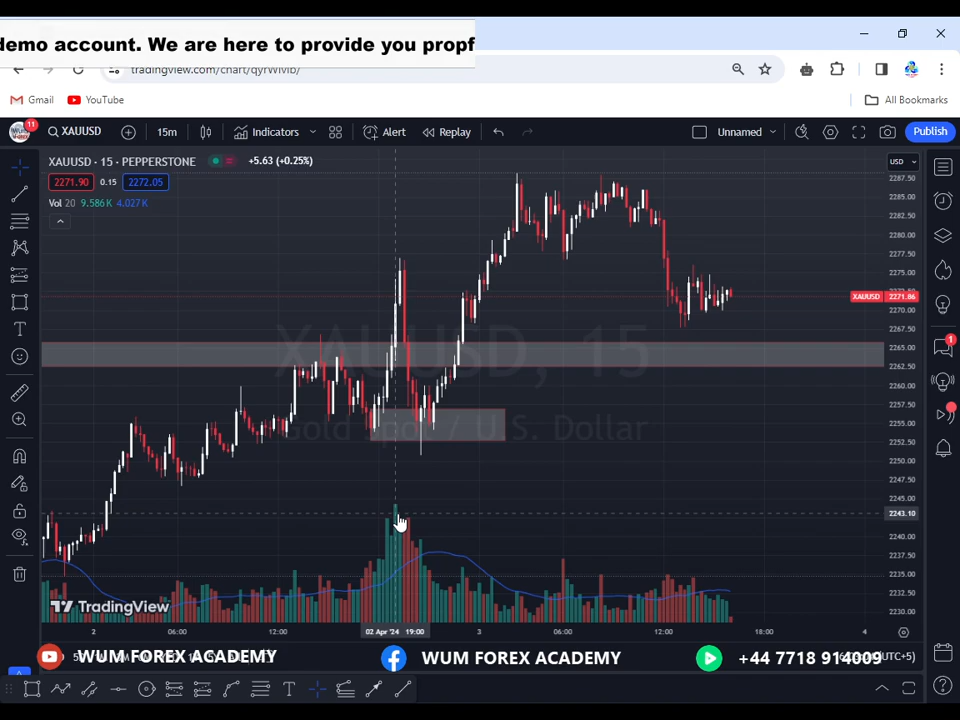 demo account. We are here to provide you propf
tradingview.com/chart/qyrWlVlb/
Gmail YouTube All Bookmarks
11 XAUUSD 15m Indicators Alert Replay Unnamed Publish
XAUUSD · 15 · PEPPERSTONE +5.63 (+0.25%) USD
2271.90 0.15 2272.05
Vol 20 9.586K 4.027K
2287.50
2285.00
2282.50
2280.00
2277.50
2275.00
XAUUSD 2271.86
2270.00
2267.50
2265.00
2262.50
2260.00
2257.50
2255.00
2252.50
2250.00
2247.50
2245.00
2243.10
2240.00
2237.50
2235.00
2232.50
2230.00
XAUUSD, 15
Gold Spot / U.S. Dollar
TradingView
2 06:00 12:00 02 Apr '24 19:00 3 06:00 12:00 18:00 4
WUM FOREX ACADEMY WUM FOREX ACADEMY +44 7718 914009
(UTC+5)